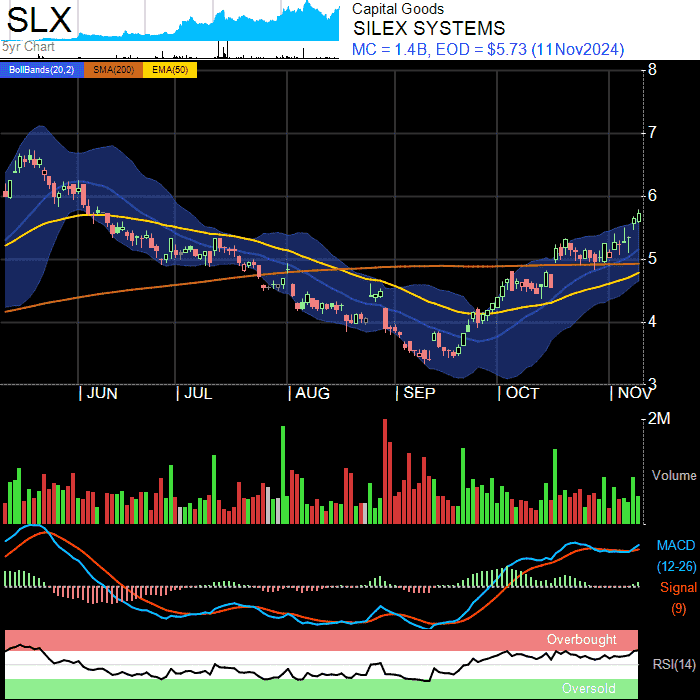 SLX
5yr Chart
Capital Goods
SILEX SYSTEMS
MC = 1.4B, EOD = $5.73 (11Nov2024)
BollBands(20,2) SMA(200) EMA(50)
8
7
6
5
4
3
JUN JUL AUG SEP OCT NOV
2M
Volume
MACD
(12-26)
Signal
(9)
Overbought
RSI(14)
Oversold